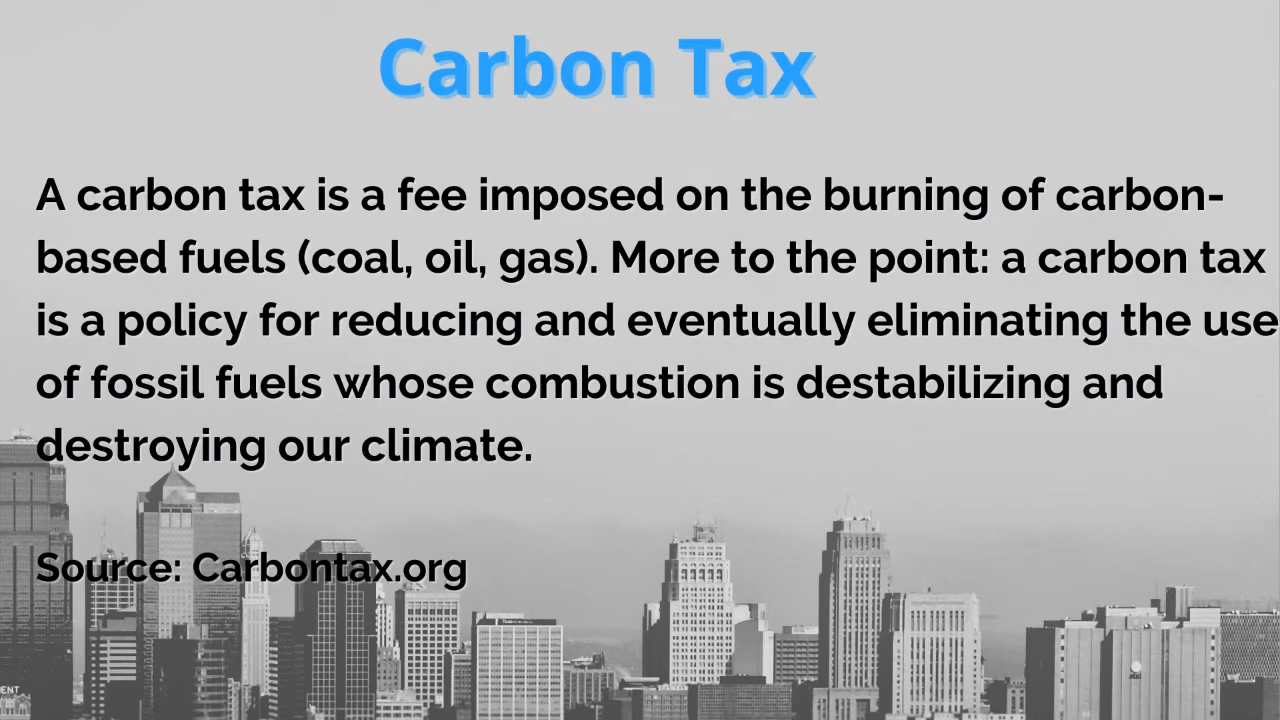 Carbon Tax
A carbon tax is a fee imposed on the burning of carbon-
based fuels (coal, oil, gas). More to the point: a carbon tax
is a policy for reducing and eventually eliminating the use
of fossil fuels whose combustion is destabilizing and
destroying our climate.
Source: Carbontax.org